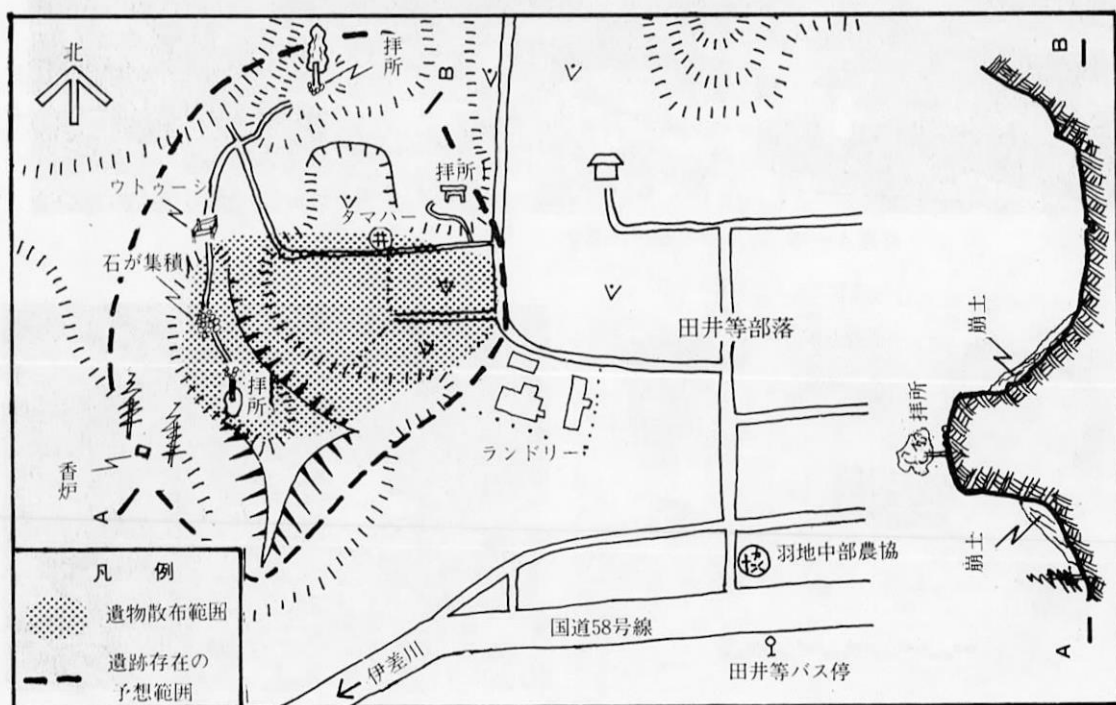 北
拝所
B
拝所
ウトゥーシ
タマハー
井
石が集積
拝所
香炉
A
ランドリー
田井等部落
羽地中部農協
国道58号線
伊差川
田井等バス停
凡 例
遺物散布範囲
遺跡存在の
予想範囲
B
崩土
拝所
崩土
A